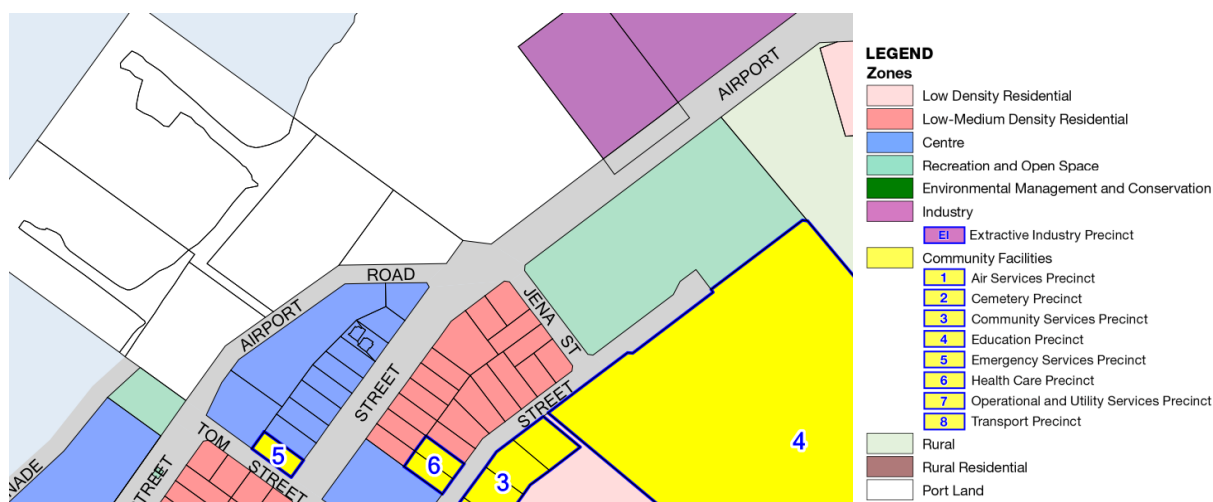 AIRPORT
ROAD
AIRPORT
JENA ST
STREET
STREET
TOM STREET
STREET
NADE
5
6
3
4
LEGEND
Zones
Low Density Residential
Low-Medium Density Residential
Centre
Recreation and Open Space
Environmental Management and Conservation
Industry
EI Extractive Industry Precinct
Community Facilities
1 Air Services Precinct
2 Cemetery Precinct
3 Community Services Precinct
4 Education Precinct
5 Emergency Services Precinct
6 Health Care Precinct
7 Operational and Utility Services Precinct
8 Transport Precinct
Rural
Rural Residential
Port Land